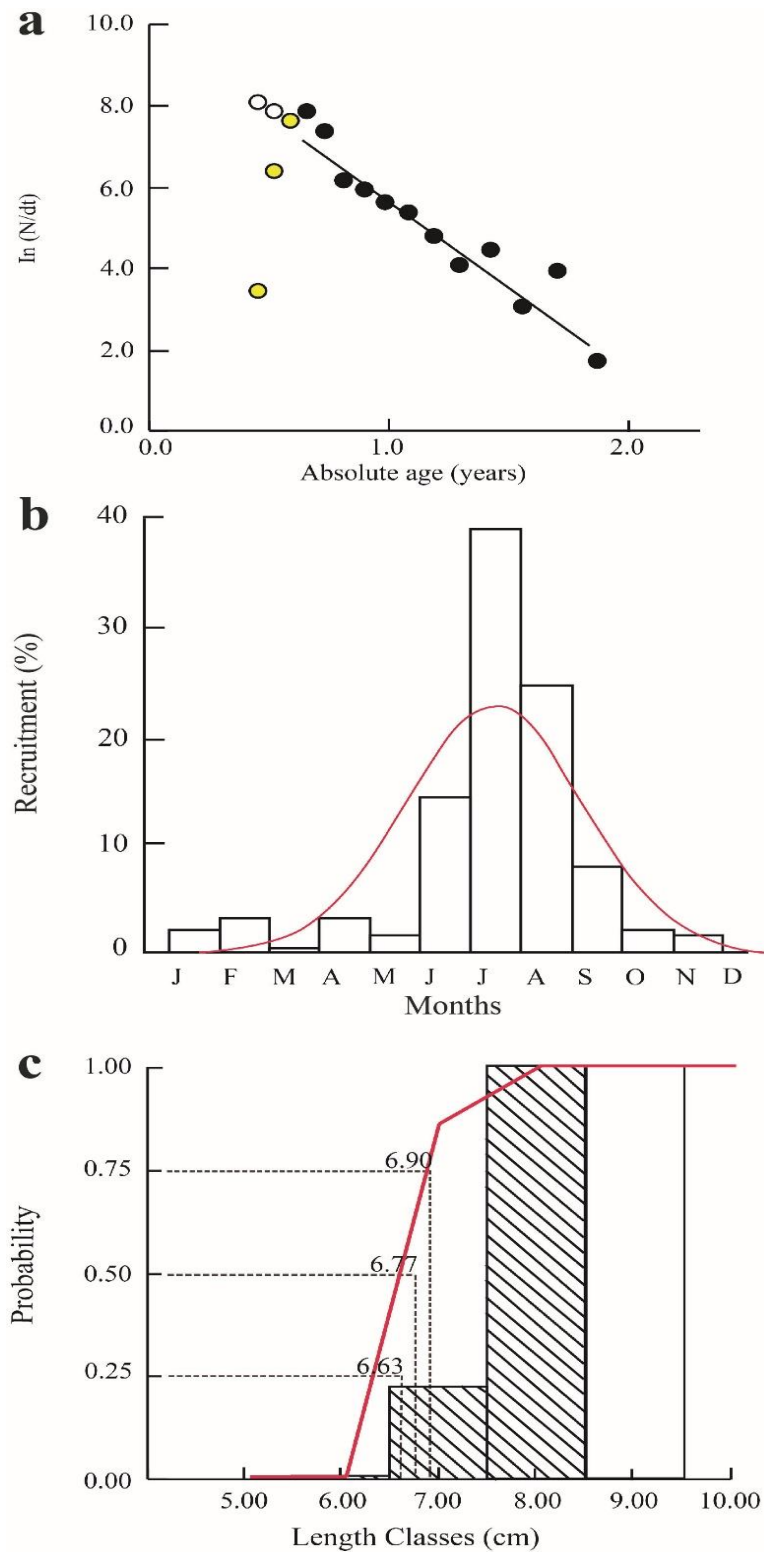 a
10.0
8.0
6.0
4.0
2.0
0.0
ln (N/dt)
0.0 1.0 2.0
Absolute age (years)
b
40
30
20
10
0
Recruitment (%)
J F M A M J J A S O N D
Months
c
1.00
0.75
0.50
0.25
0.00
Probability
6.90
6.77
6.63
5.00 6.00 7.00 8.00 9.00 10.00
Length Classes (cm)